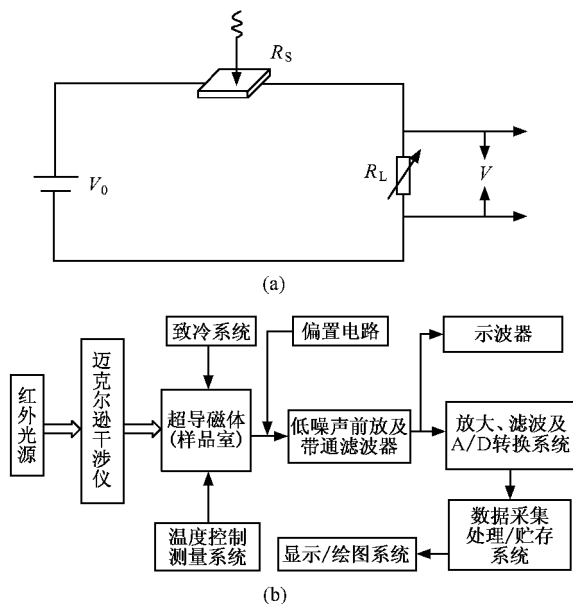 R_S
V_0
R_L
V
(a)
致冷系统
偏置电路
示波器
红外光源
迈克尔逊干涉仪
超导磁体
(样品室)
低噪声前放及
带通滤波器
放大、滤波及
A/D转换系统
温度控制
测量系统
显示/绘图系统
数据采集
处理/贮存
系统
(b)